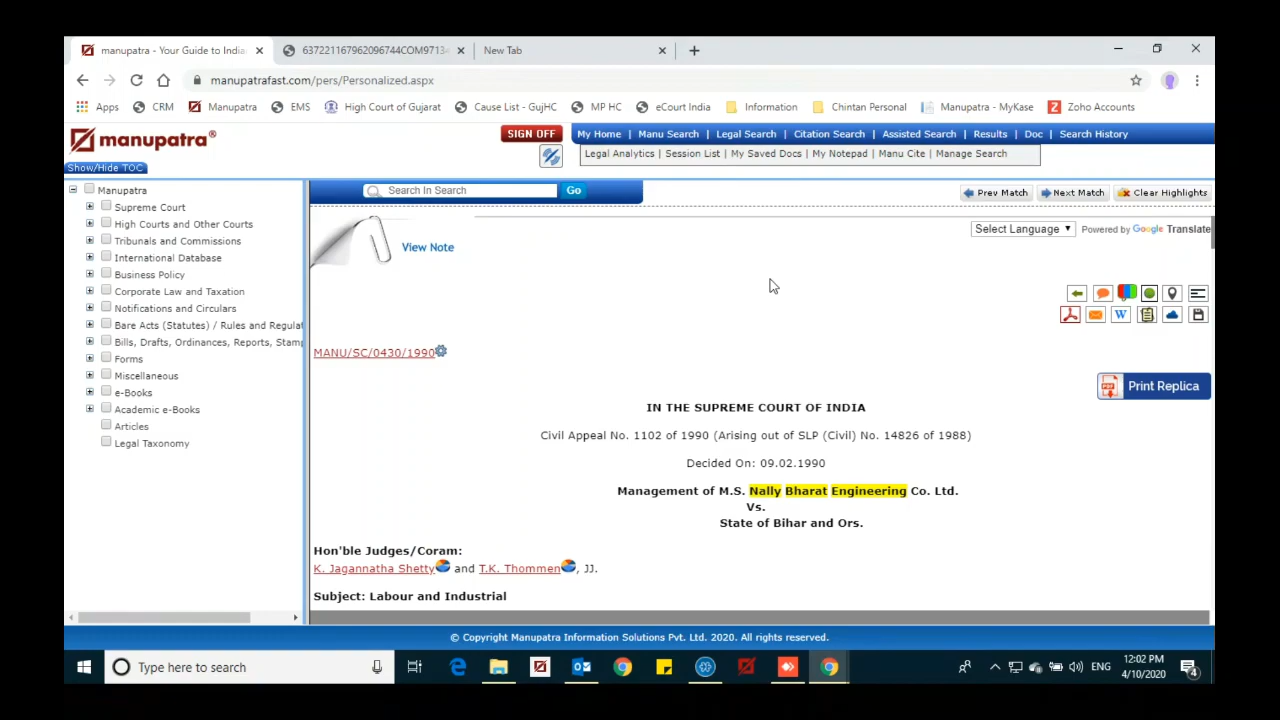 manupatra - Your Guide to India
637221167962096744COM9713
New Tab
manupatrafast.com/pers/Personalized.aspx
Apps CRM Manupatra EMS High Court of Gujarat Cause List - GujHC MP HC eCourt India Information Chintan Personal Manupatra - MyKase Zoho Accounts
manupatra®
SIGN OFF
My Home | Manu Search | Legal Search | Citation Search | Assisted Search | Results | Doc | Search History
Legal Analytics | Session List | My Saved Docs | My Notepad | Manu Cite | Manage Search
Show/Hide TOC
Manupatra
Supreme Court
High Courts and Other Courts
Tribunals and Commissions
International Database
Business Policy
Corporate Law and Taxation
Notifications and Circulars
Bare Acts (Statutes) / Rules and Regulat
Bills, Drafts, Ordinances, Reports, Stam
Forms
Miscellaneous
e-Books
Academic e-Books
Articles
Legal Taxonomy
Search In Search Go
Prev Match Next Match Clear Highlights
View Note
Select Language Powered by Google Translate
MANU/SC/0430/1990
Print Replica
IN THE SUPREME COURT OF INDIA
Civil Appeal No. 1102 of 1990 (Arising out of SLP (Civil) No. 14826 of 1988)
Decided On: 09.02.1990
Management of M.S. Nally Bharat Engineering Co. Ltd.
Vs.
State of Bihar and Ors.
Hon'ble Judges/Coram:
K. Jagannatha Shetty and T.K. Thommen, JJ.
Subject: Labour and Industrial
© Copyright Manupatra Information Solutions Pvt. Ltd. 2020. All rights reserved.
Type here to search
ENG
12:02 PM
4/10/2020
4